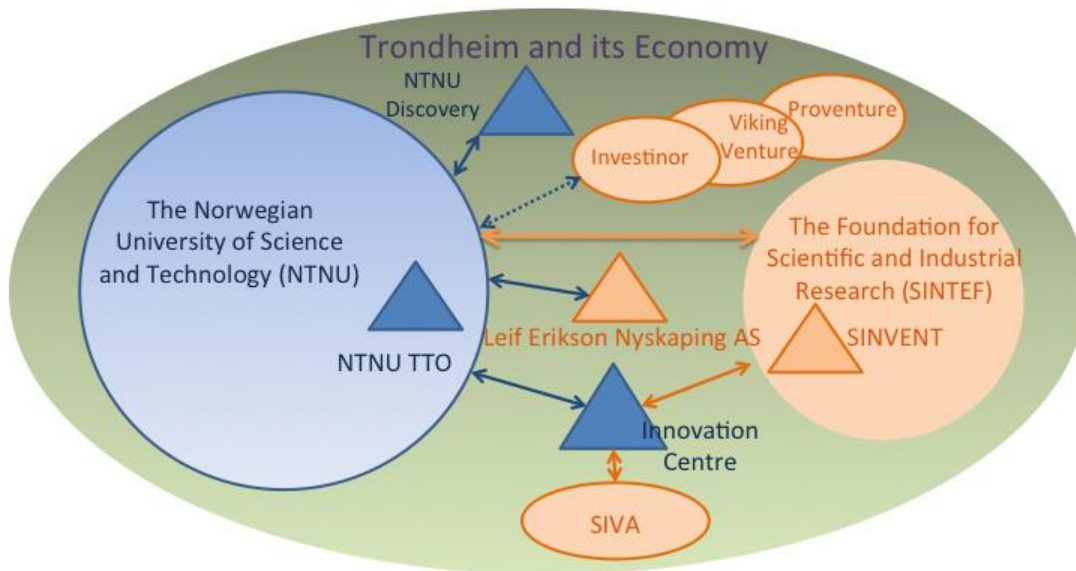 Trondheim and its Economy
NTNU
Discovery
Proventure
Viking
Venture
Investinor
The Norwegian
University of Science
and Technology (NTNU)
The Foundation for
Scientific and Industrial
Research (SINTEF)
Leif Erikson Nyskaping AS
SINVENT
NTNU TTO
Innovation
Centre
SIVA